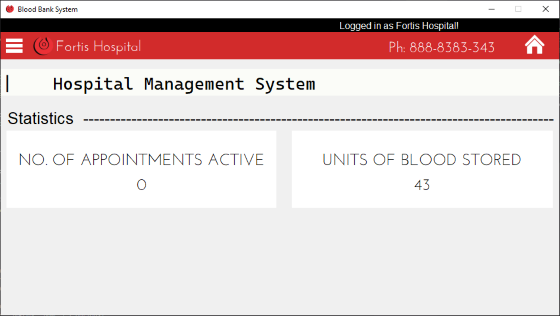 Blood Bank System
Logged in as Fortis Hospital!
Fortis Hospital
Ph: 888-8383-343
Hospital Management System
Statistics
NO. OF APPOINTMENTS ACTIVE
0
UNITS OF BLOOD STORED
43